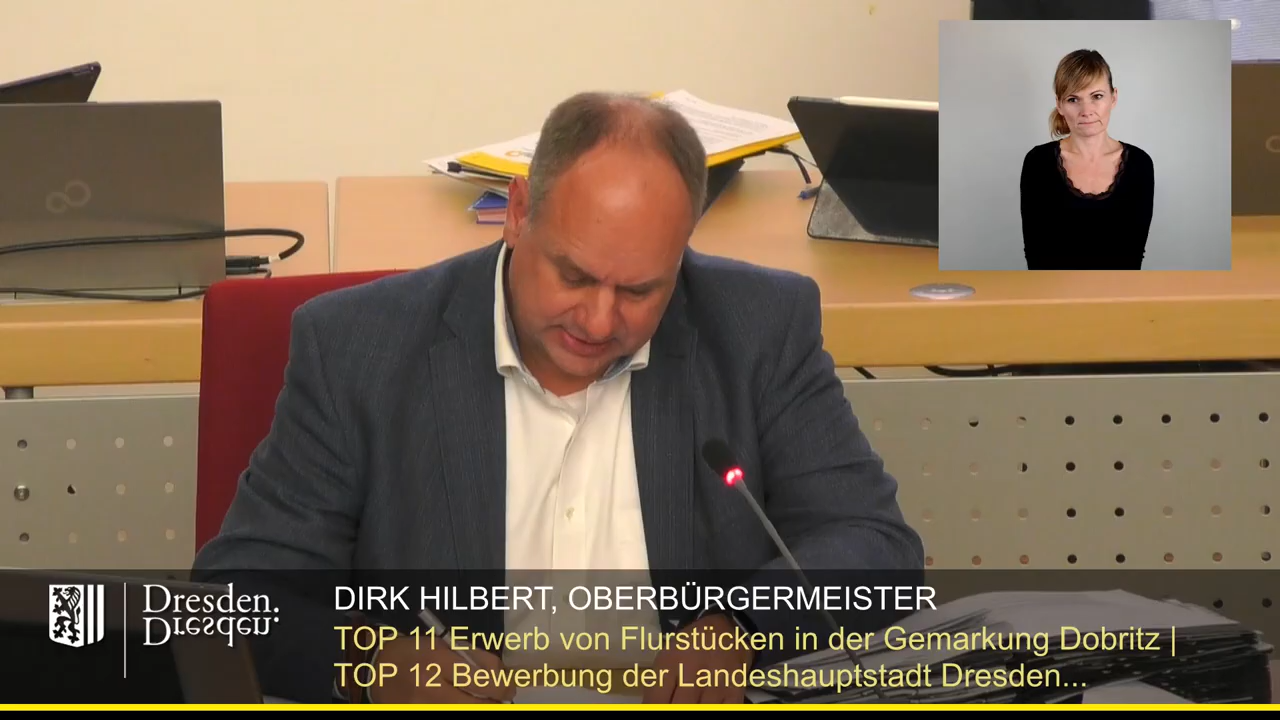 Dresden.
Dresden.
DIRK HILBERT, OBERBÜRGERMEISTER
TOP 11 Erwerb von Flurstücken in der Gemarkung Dobritz |
TOP 12 Bewerbung der Landeshauptstadt Dresden...